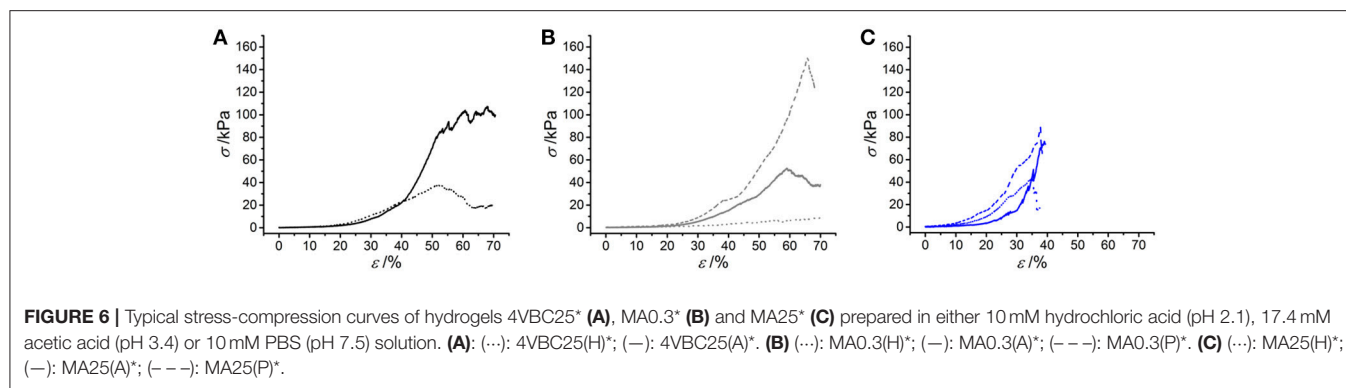 A
B
C
160
140
120
100
80
60
40
20
0
σ /kPa
0 10 20 30 40 50 60 70
ε /%
160
140
120
100
80
60
40
20
0
σ /kPa
0 10 20 30 40 50 60 70
ε /%
160
140
120
100
80
60
40
20
0
σ /kPa
0 10 20 30 40 50 60 70
ε /%
FIGURE 6 | Typical stress-compression curves of hydrogels 4VBC25* (A), MA0.3* (B) and MA25* (C) prepared in either 10 mM hydrochloric acid (pH 2.1), 17.4 mM
acetic acid (pH 3.4) or 10 mM PBS (pH 7.5) solution. (A): (···): 4VBC25(H)*; (—): 4VBC25(A)*. (B) (···): MA0.3(H)*; (—): MA0.3(A)*; (– – –): MA0.3(P)*. (C) (···): MA25(H)*;
(—): MA25(A)*; (– – –): MA25(P)*.